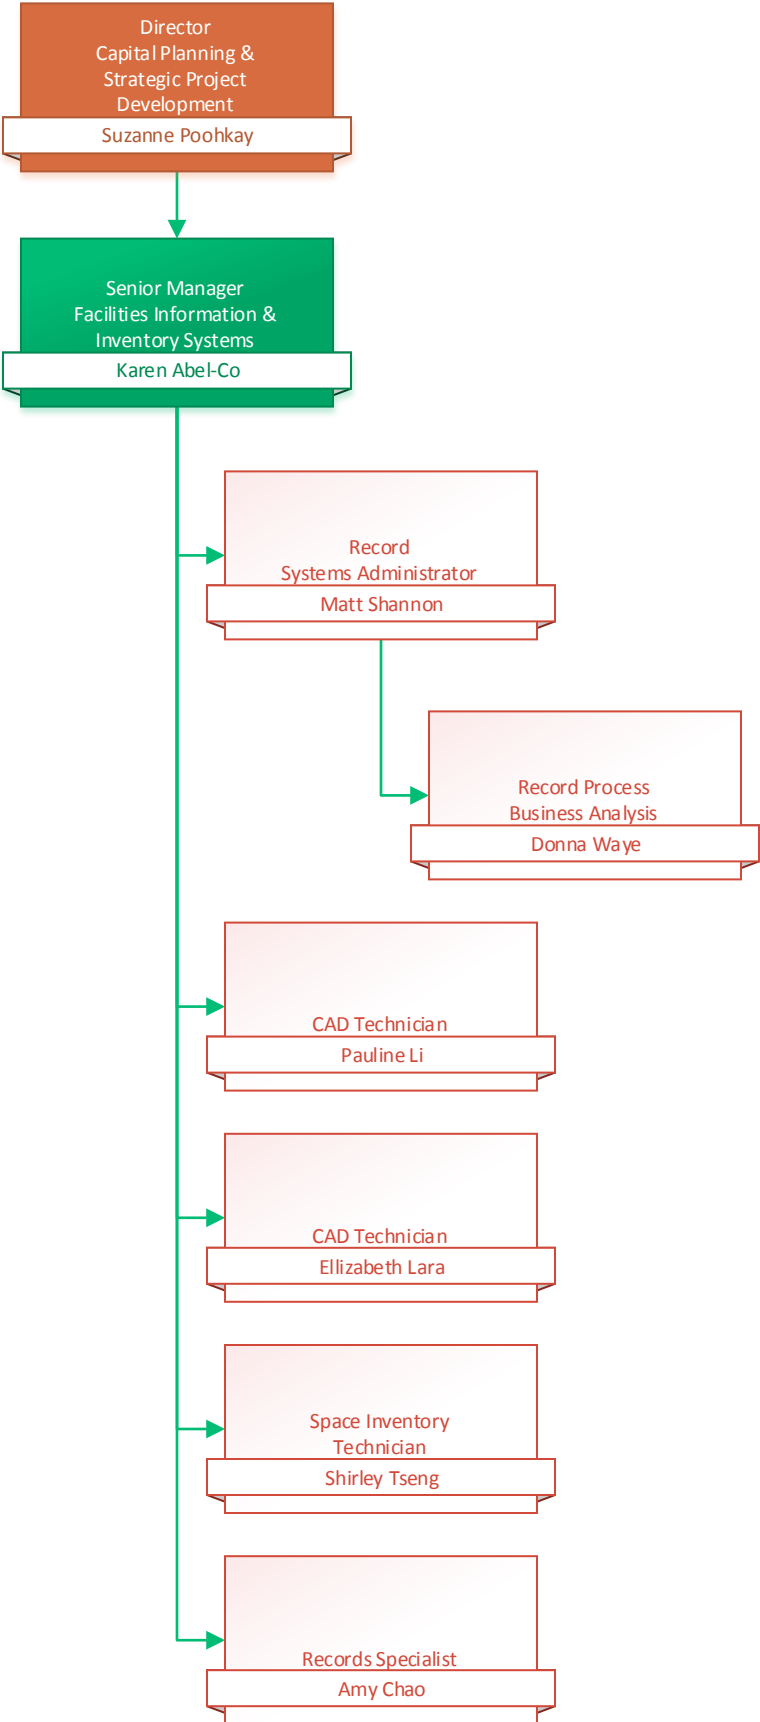 Director
Capital Planning &
Strategic Project
Development
Suzanne Poohkay
Senior Manager
Facilities Information &
Inventory Systems
Karen Abel-Co
Record
Systems Administrator
Matt Shannon
Record Process
Business Analysis
Donna Waye
CAD Technician
Pauline Li
CAD Technician
Ellizabeth Lara
Space Inventory
Technician
Shirley Tseng
Records Specialist
Amy Chao